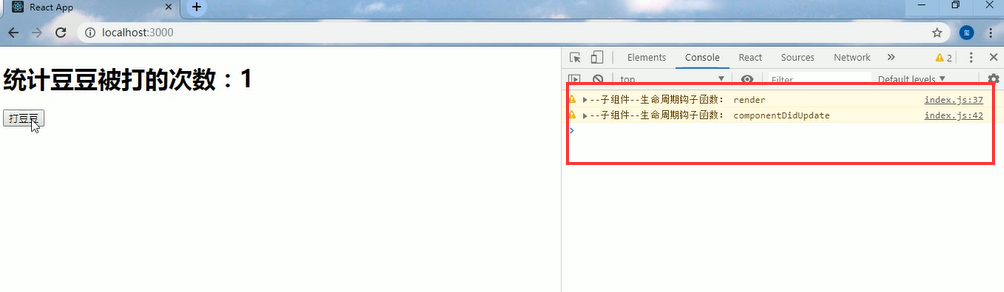 React App
localhost:3000
Elements Console React Sources Network 2
top Filter Default levels
统计豆豆被打的次数：1
打豆豆
--子组件--生命周期钩子函数： render index.js:37
--子组件--生命周期钩子函数： componentDidUpdate index.js:42